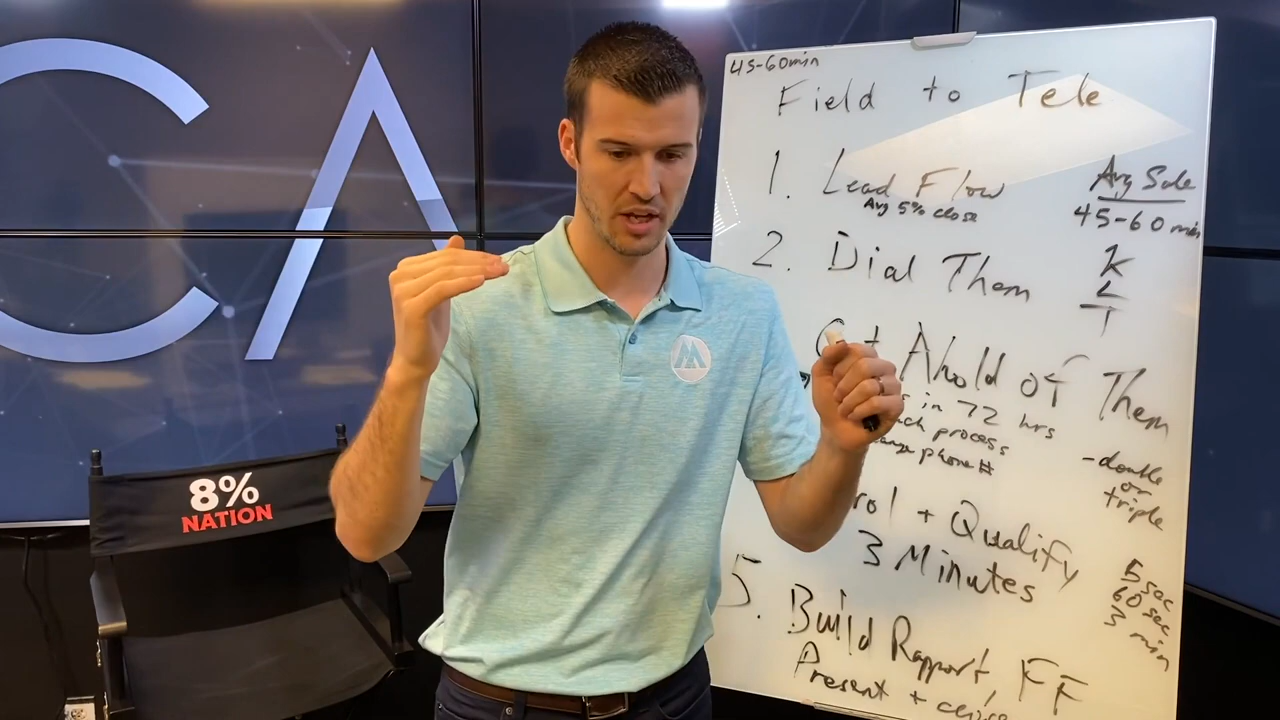 CA
8%
NATION
45-60min
Field to Tele
1. Lead Flow
Avg 5% close
Avg Sale
45-60 min
2. Dial Them
K
L
T
Ahold of Them
in 72 hrs
process
phone #
-double
or
triple
+ Qualify
3 Minutes
5 sec
60 sec
3 min
5. Build Rapport, FF
Present +